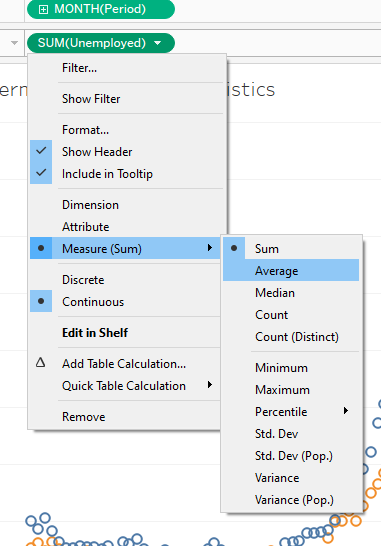 MONTH(Period)
SUM(Unemployed)
Filter...
Show Filter
Format...
Show Header
Include in Tooltip
Dimension
Attribute
Measure (Sum)
Discrete
Continuous
Edit in Shelf
Add Table Calculation...
Quick Table Calculation
Remove
Sum
Average
Median
Count
Count (Distinct)
Minimum
Maximum
Percentile
Std. Dev
Std. Dev (Pop.)
Variance
Variance (Pop.)